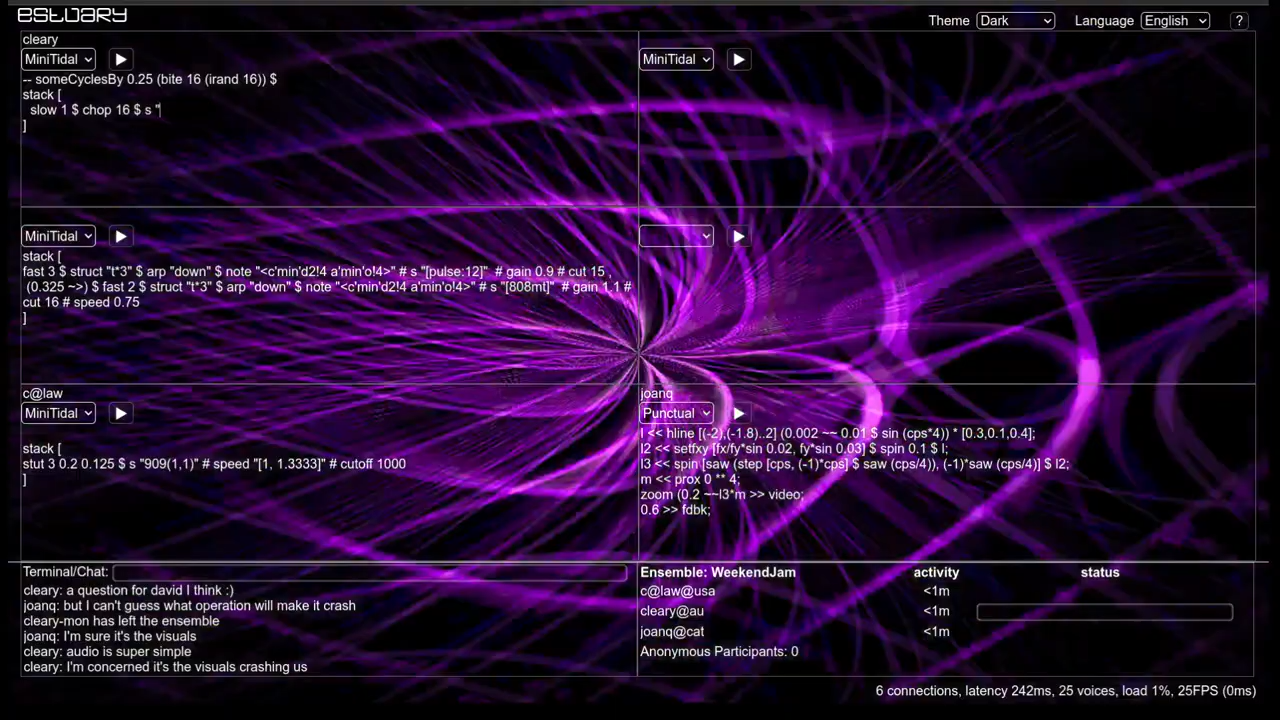 estuary
Theme Dark Language English ?
cleary
MiniTidal
-- someCyclesBy 0.25 (bite 16 (irand 16)) $
stack [
slow 1 $ chop 16 $ s "
]
MiniTidal
MiniTidal
stack [
fast 3 $ struct "t*3" $ arp "down" $ note "<c'min'd2!4 a'min'o!4>" # s "[pulse:12]" # gain 0.9 # cut 15 ,
(0.325 ~>) $ fast 2 $ struct "t*3" $ arp "down" $ note "<c'min'd2!4 a'min'o!4>" # s "[808mt]" # gain 1.1 #
cut 16 # speed 0.75
]
c@law
MiniTidal
stack [
stut 3 0.2 0.125 $ s "909(1,1)" # speed "[1, 1.3333]" # cutoff 1000
]
joanq
Punctual
l << hline [(-2),(-1.8)..2] (0.002 ~~ 0.01 $ sin (cps*4)) * [0.3,0.1,0.4];
l2 << setfxy [fx/fy*sin 0.02, fy*sin 0.03] $ spin 0.1 $ l;
l3 << spin [saw (step [cps, (-1)*cps] $ saw (cps/4)), (-1)*saw (cps/4)] $ l2;
m << prox 0 ** 4;
zoom (0.2 ~~l3*m >> video;
0.6 >> fdbk;
Terminal/Chat:
cleary: a question for david I think :)
joanq: but I can't guess what operation will make it crash
cleary-mon has left the ensemble
joanq: I'm sure it's the visuals
cleary: audio is super simple
cleary: I'm concerned it's the visuals crashing us
Ensemble: WeekendJam activity status
c@law@usa <1m
cleary@au <1m
joanq@cat <1m
Anonymous Participants: 0
6 connections, latency 242ms, 25 voices, load 1%, 25FPS (0ms)